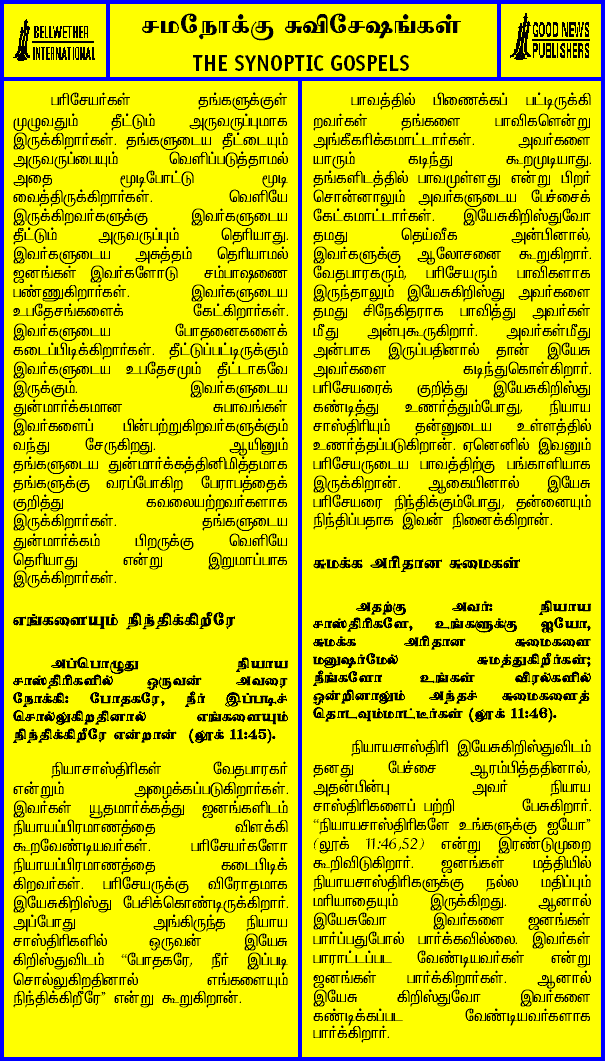 BELLWETHER
INTERNATIONAL
சமநோக்கு சுவிசேஷங்கள்
THE SYNOPTIC GOSPELS
GOOD NEWS
PUBLISHERS
பரிசேயர்கள் தங்களுக்குள்
முழுவதும் தீட்டும் அருவருப்புமாக
இருக்கிறார்கள். தங்களுடைய தீட்டையும்
அருவருப்பையும் வெளிப்படுத்தாமல்
அதை மூடிபோட்டு மூடி
வைத்திருக்கிறார்கள். வெளியே
இருக்கிறவர்களுக்கு இவர்களுடைய
தீட்டும் அருவருப்பும் தெரியாது.
இவர்களுடைய அசுத்தம் தெரியாமல்
ஜனங்கள் இவர்களோடு சம்பாஷணை
பண்ணுகிறார்கள். இவர்களுடைய
உபதேசங்களைக் கேட்கிறார்கள்.
இவர்களுடைய போதனைகளைக்
கடைப்பிடிக்கிறார்கள். தீட்டுப்பட்டிருக்கும்
இவர்களுடைய உபதேசமும் தீட்டாகவே
இருக்கும். இவர்களுடைய
துன்மார்க்கமான சுபாவங்கள்
இவர்களைப் பின்பற்றுகிறவர்களுக்கும்
வந்து சேருகிறது. ஆயினும்
தங்களுடைய துன்மார்க்கத்தினிமித்தமாக
தங்களுக்கு வரப்போகிற பேராபத்தைக்
குறித்து கவலையற்றவர்களாக
இருக்கிறார்கள். தங்களுடைய
துன்மார்க்கம் பிறருக்கு வெளியே
தெரியாது என்று இறுமாப்பாக
இருக்கிறார்கள்.
எங்களையும் நிந்திக்கிறீரே
அப்பொழுது நியாய
சாஸ்திரிகளில் ஒருவன் அவரை
நோக்கி: போதகரே, நீர் இப்படிச்
சொல்லுகிறதினால் எங்களையும்
நிந்திக்கிறீரே என்றான் (லூக் 11:45).
நியாசாஸ்திரிகள் வேதபாரகர்
என்றும் அழைக்கப்படுகிறார்கள்.
இவர்கள் யூதமார்க்கத்து ஜனங்களிடம்
நியாயப்பிரமாணத்தை விளக்கி
கூறவேண்டியவர்கள். பரிசேயர்களோ
நியாயப்பிரமாணத்தை கடைபிடிக்
கிறவர்கள். பரிசேயருக்கு விரோதமாக
இயேசுகிறிஸ்து பேசிக்கொண்டிருக்கிறார்.
அப்போது அங்கிருந்த நியாய
சாஸ்திரிகளில் ஒருவன் இயேசு
கிறிஸ்துவிடம் “போதகரே, நீர் இப்படி
சொல்லுகிறதினால் எங்களையும்
நிந்திக்கிறீரே” என்று கூறுகிறான்.
பாவத்தில் பிணைக்கப் பட்டிருக்கி
றவர்கள் தங்களை பாவிகளென்று
அங்கீகரிக்கமாட்டார்கள். அவர்களை
யாரும் கடிந்து கூறமுடியாது.
தங்களிடத்தில் பாவமுள்ளது என்று பிறர்
சொன்னாலும் அவர்களுடைய பேச்சைக்
கேட்கமாட்டார்கள். இயேசுகிறிஸ்துவோ
தமது தெய்வீக அன்பினால்,
இவர்களுக்கு ஆலோசனை கூறுகிறார்.
வேதபாரகரும், பரிசேயரும் பாவிகளாக
இருந்தாலும் இயேசுகிறிஸ்து அவர்களை
தமது சிநேகிதராக பாவித்து அவர்கள்
மீது அன்புகூருகிறார். அவர்கள்மீது
அன்பாக இருப்பதினால் தான் இயேசு
அவர்களை கடிந்துகொள்கிறார்.
பரிசேயரைக் குறித்து இயேசுகிறிஸ்து
கண்டித்து உணர்த்தும்போது, நியாய
சாஸ்திரியும் தன்னுடைய உள்ளத்தில்
உணர்த்தப்படுகிறான். ஏனெனில் இவனும்
பரிசேயருடைய பாவத்திற்கு பங்காளியாக
இருக்கிறான். ஆகையினால் இயேசு
பரிசேயரை நிந்திக்கும்போது, தன்னையும்
நிந்திப்பதாக இவன் நினைக்கிறான்.
சுமக்க அரிதான சுமைகள்
அதற்கு அவர்: நியாய
சாஸ்திரிகளே, உங்களுக்கு ஐயோ,
சுமக்க அரிதான சுமைகளை
மனுஷர்மேல் சுமத்துகிறீர்கள்;
நீங்களோ உங்கள் விரல்களில்
ஒன்றினாலும் அந்தச் சுமைகளைத்
தொடவும்மாட்டீர்கள் (லூக் 11:46).
நியாயசாஸ்திரி இயேசுகிறிஸ்துவிடம்
தனது பேச்சை ஆரம்பித்ததினால்,
அதன்பின்பு அவர் நியாய
சாஸ்திரிகளைப் பற்றி பேசுகிறார்.
“நியாயசாஸ்திரிகளே உங்களுக்கு ஐயோ”
(லூக் 11:46,52) என்று இரண்டுமுறை
கூறிவிடுகிறார். ஜனங்கள் மத்தியில்
நியாயசாஸ்திரிகளுக்கு நல்ல மதிப்பும்
மரியாதையும் இருக்கிறது. ஆனால்
இயேசுவோ இவர்களை ஜனங்கள்
பார்ப்பதுபோல் பார்க்கவில்லை. இவர்கள்
பாராட்டப்பட வேண்டியவர்கள் என்று
ஜனங்கள் பார்க்கிறார்கள். ஆனால்
இயேசு கிறிஸ்துவோ இவர்களை
கண்டிக்கப்பட வேண்டியவர்களாக
பார்க்கிறார்.